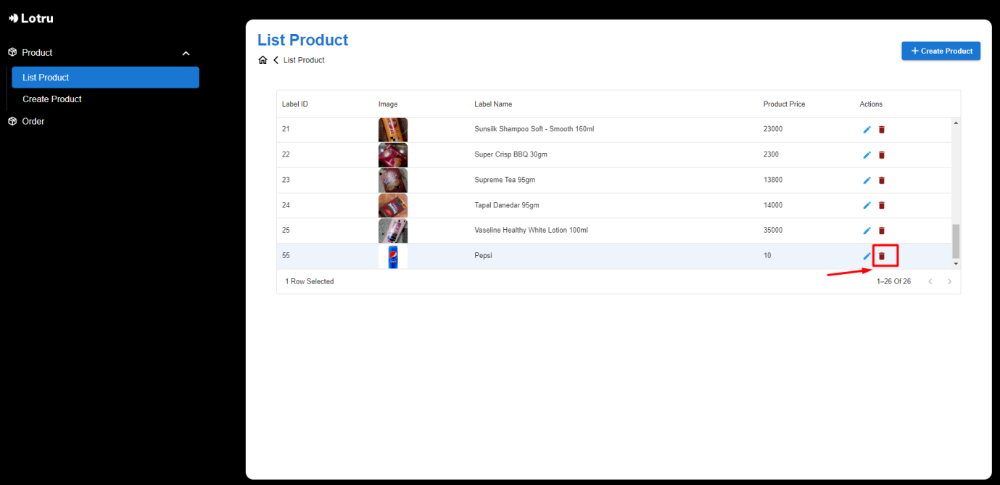 Lotru
Product
List Product
Create Product
Order
List Product
List Product
+ Create Product
Label ID Image Label Name Product Price Actions
21 Sunsilk Shampoo Soft - Smooth 160ml 23000
22 Super Crisp BBQ 30gm 2300
23 Supreme Tea 95gm 13800
24 Tapal Danedar 95gm 14000
25 Vaseline Healthy White Lotion 100ml 35000
55 Pepsi 10
1 Row Selected 1–26 Of 26